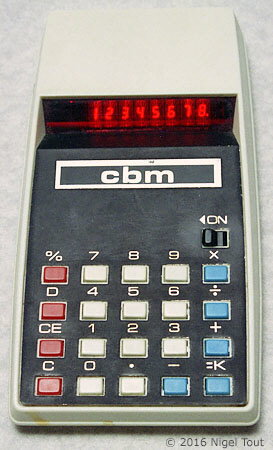 12345678.
cbm
◄ON
% 7 8 9 ×
D 4 5 6 ÷
CE 1 2 3 +
C 0 • − =K
© 2016 Nigel Tout